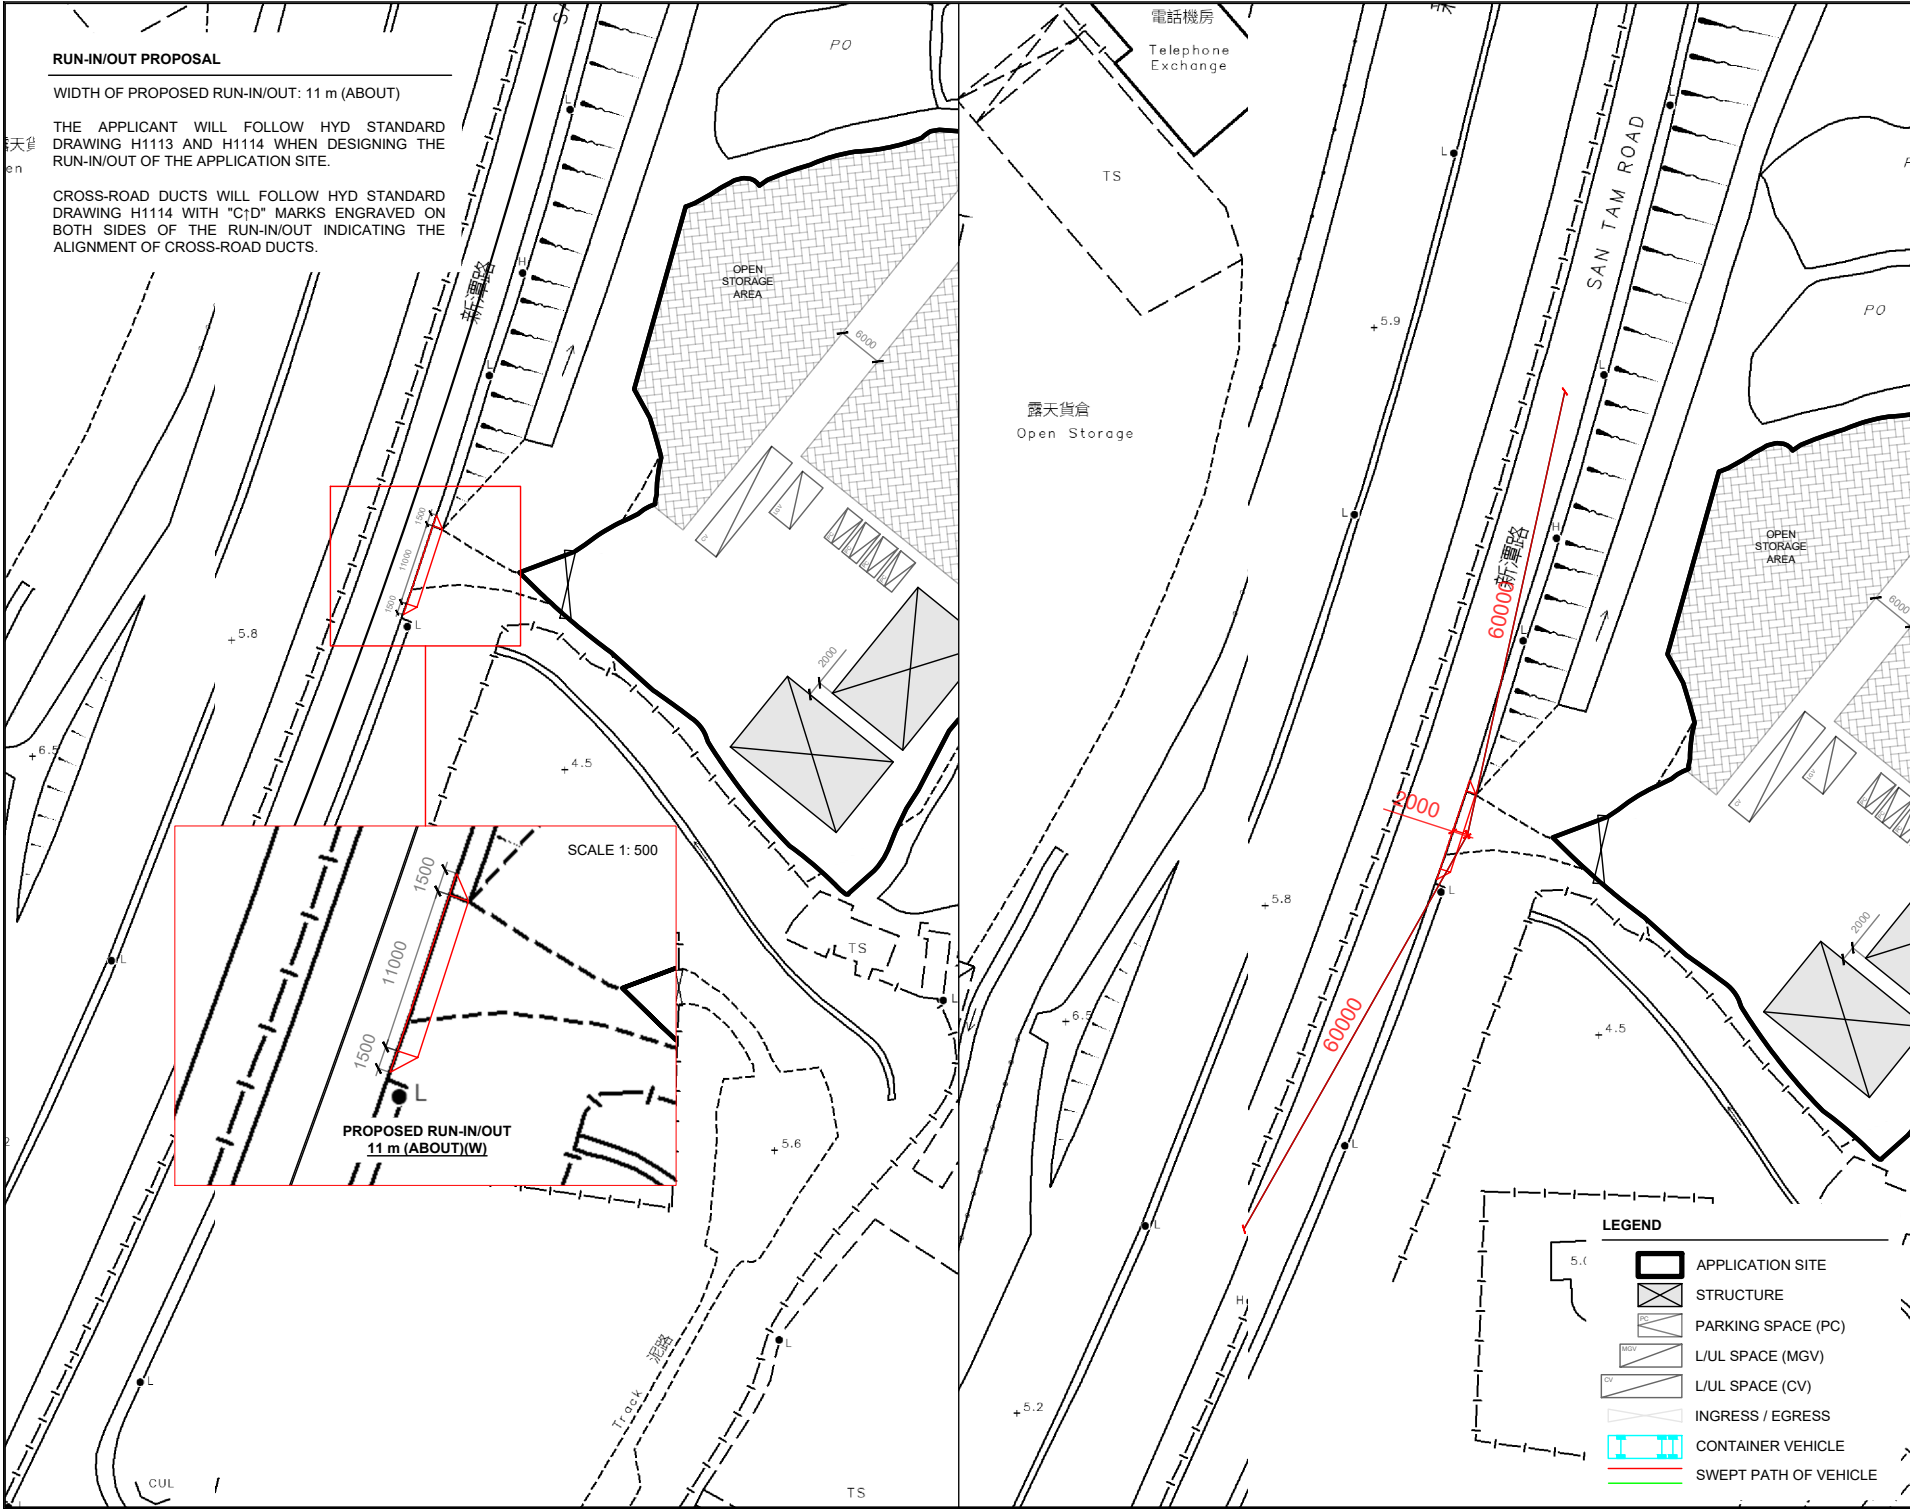 RUN-IN/OUT PROPOSAL
WIDTH OF PROPOSED RUN-IN/OUT: 11 m (ABOUT)
THE APPLICANT WILL FOLLOW HYD STANDARD
DRAWING H1113 AND H1114 WHEN DESIGNING THE
RUN-IN/OUT OF THE APPLICATION SITE.
CROSS-ROAD DUCTS WILL FOLLOW HYD STANDARD
DRAWING H1114 WITH "C↑D" MARKS ENGRAVED ON
BOTH SIDES OF THE RUN-IN/OUT INDICATING THE
ALIGNMENT OF CROSS-ROAD DUCTS.
PO
L
H
新潭路
L
OPEN
STORAGE
AREA
6000
CV
1500
11000
1500
L
5.8
2000
6.5
4.5
L
SCALE 1: 500
1500
11000
1500
L
PROPOSED RUN-IN/OUT
11 m (ABOUT)(W)
TS
L
5.6
泥路
Track
L
L
CUL
TS
電話機房
Telephone
Exchange
TS
L
L
SAN TAM ROAD
PO
5.9
露天貨倉
Open Storage
L
L
H
新潭路
60000
L
OPEN
STORAGE
AREA
6000
CV
2000
L
5.8
2000
60000
6.5
4.5
L
L
H
5.2
LEGEND
APPLICATION SITE
STRUCTURE
PC
PARKING SPACE (PC)
MGV
L/UL SPACE (MGV)
CV
L/UL SPACE (CV)
INGRESS / EGRESS
CONTAINER VEHICLE
SWEPT PATH OF VEHICLE